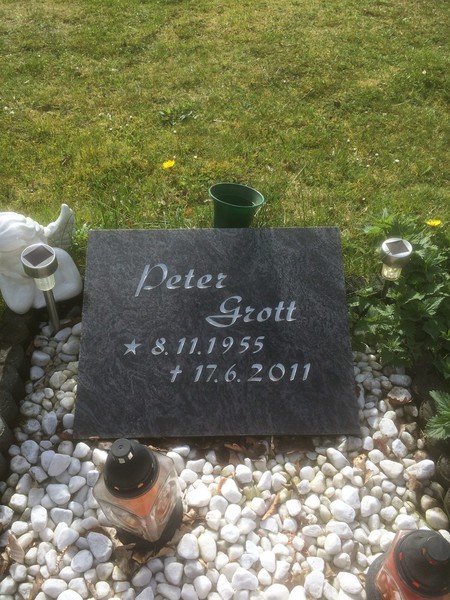 Peter
Grott
★ 8.11.1955
✝ 17.6.2011